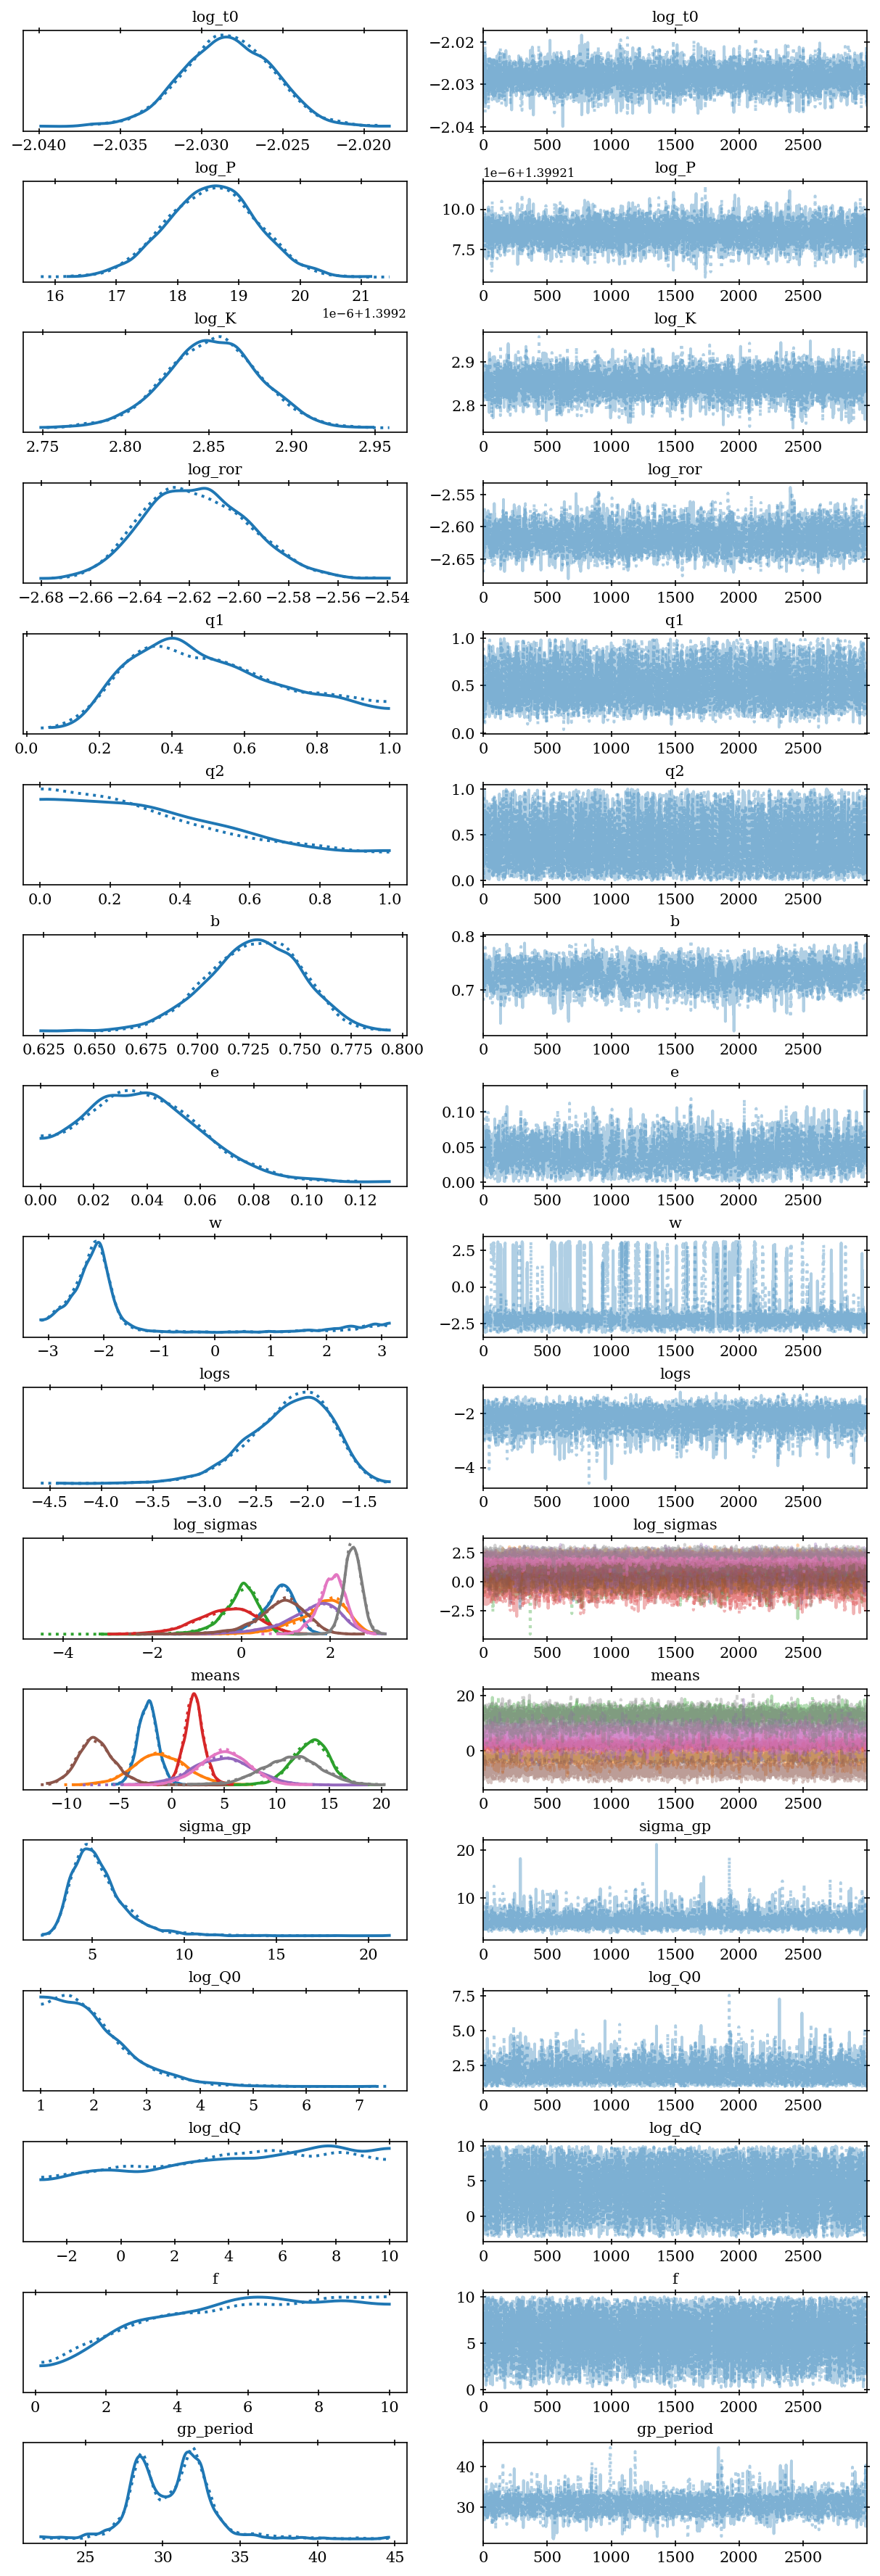 log_t0 log_t0
−2.02
−2.03
−2.04
−2.040 −2.035 −2.030 −2.025 −2.020 0 500 1000 1500 2000 2500
log_P 1e−6+1.39921 log_P
10.0
7.5
16 17 18 19 20 21 0 500 1000 1500 2000 2500
1e−6+1.3992
log_K log_K
2.9
2.8
2.75 2.80 2.85 2.90 2.95 0 500 1000 1500 2000 2500
log_ror log_ror
−2.55
−2.60
−2.65
−2.68 −2.66 −2.64 −2.62 −2.60 −2.58 −2.56 −2.54 0 500 1000 1500 2000 2500
q1 q1
1.0
0.5
0.0
0.0 0.2 0.4 0.6 0.8 1.0 0 500 1000 1500 2000 2500
q2 q2
1.0
0.5
0.0
0.0 0.2 0.4 0.6 0.8 1.0 0 500 1000 1500 2000 2500
b b
0.8
0.7
0.625 0.650 0.675 0.700 0.725 0.750 0.775 0.800 0 500 1000 1500 2000 2500
e e
0.10
0.05
0.00
0.00 0.02 0.04 0.06 0.08 0.10 0.12 0 500 1000 1500 2000 2500
w w
2.5
0.0
−2.5
−3 −2 −1 0 1 2 3 0 500 1000 1500 2000 2500
logs logs
−2
−4
−4.5 −4.0 −3.5 −3.0 −2.5 −2.0 −1.5 0 500 1000 1500 2000 2500
log_sigmas log_sigmas
2.5
0.0
−2.5
−4 −2 0 2 0 500 1000 1500 2000 2500
means means
20
0
−10 −5 0 5 10 15 20 0 500 1000 1500 2000 2500
sigma_gp sigma_gp
20
10
5 10 15 20 0 500 1000 1500 2000 2500
log_Q0 log_Q0
7.5
5.0
2.5
1 2 3 4 5 6 7 0 500 1000 1500 2000 2500
log_dQ log_dQ
10
5
0
−2 0 2 4 6 8 10 0 500 1000 1500 2000 2500
f f
10
5
0
0 2 4 6 8 10 0 500 1000 1500 2000 2500
gp_period gp_period
40
30
25 30 35 40 45 0 500 1000 1500 2000 2500